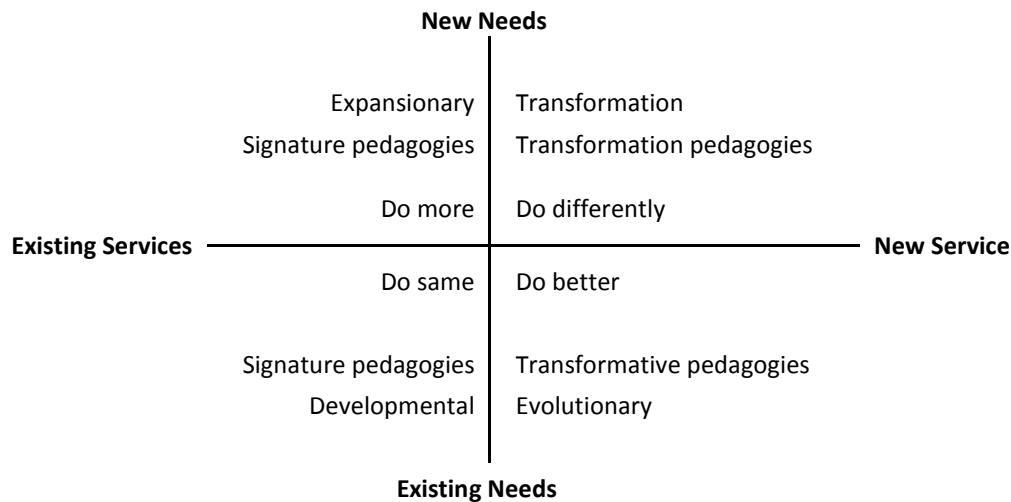 New Needs
Expansionary Transformation
Signature pedagogies Transformation pedagogies
Do more Do differently
Existing Services New Service
Do same Do better
Signature pedagogies Transformative pedagogies
Developmental Evolutionary
Existing Needs